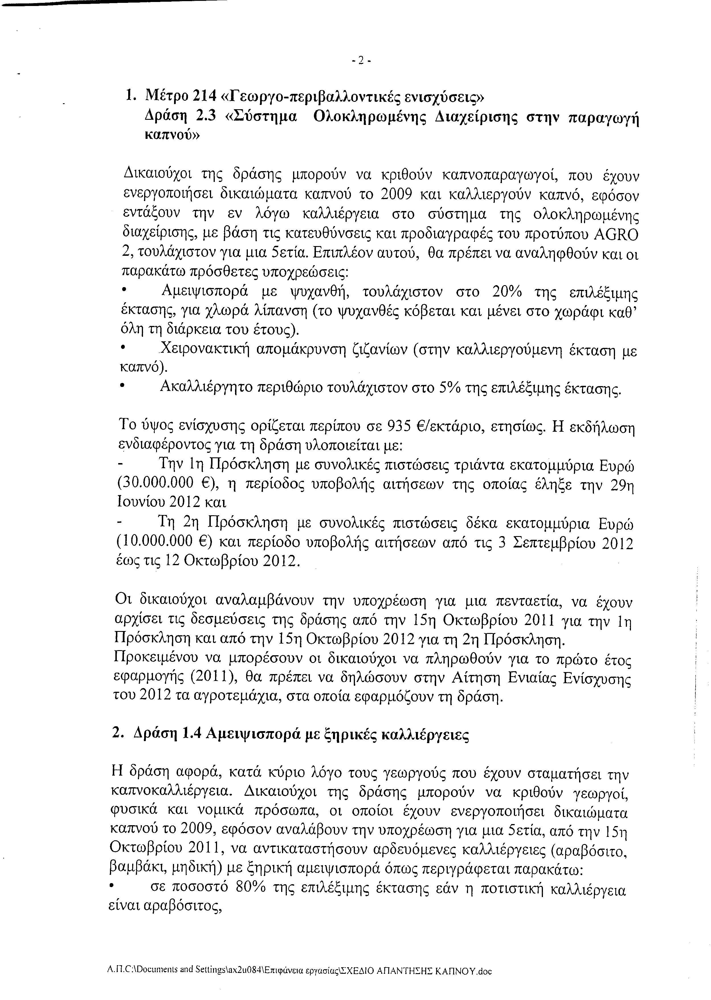 - 2 -
1. Μέτρο 214 «Γεωργο-περιβαλλοντικές ενισχύσεις»
Δράση 2.3 «Σύστημα Ολοκληρωμένης Διαχείρισης στην παραγωγή
καπνού»
Δικαιούχοι της δράσης μπορούν να κριθούν καπνοπαραγωγοί, που έχουν
ενεργοποιήσει δικαιώματα καπνού το 2009 και καλλιεργούν καπνό, εφόσον
εντάξουν την εν λόγω καλλιέργεια στο σύστημα της ολοκληρωμένης
διαχείρισης, με βάση τις κατευθύνσεις και προδιαγραφές του προτύπου AGRO
2, τουλάχιστον για μια 5ετία. Επιπλέον αυτού, θα πρέπει να αναληφθούν και οι
παρακάτω πρόσθετες υποχρεώσεις:
• Αμειψισπορά με ψυχανθή, τουλάχιστον στο 20% της επιλέξιμης
έκτασης, για χλωρά λίπανση (το ψυχανθές κόβεται και μένει στο χωράφι καθ’
όλη τη διάρκεια του έτους).
• Χειρονακτική απομάκρυνση ζιζανίων (στην καλλιεργούμενη έκταση με
καπνό).
• Ακαλλιέργητο περιθώριο τουλάχιστον στο 5% της επιλέξιμης έκτασης.
Το ύψος ενίσχυσης ορίζεται περίπου σε 935 €/εκτάριο, ετησίως. Η εκδήλωση
ενδιαφέροντος για τη δράση υλοποιείται με:
- Την 1η Πρόσκληση με συνολικές πιστώσεις τριάντα εκατομμύρια Ευρώ
(30.000.000 €), η περίοδος υποβολής αιτήσεων της οποίας έληξε την 29η
Ιουνίου 2012 και
- Τη 2η Πρόσκληση με συνολικές πιστώσεις δέκα εκατομμύρια Ευρώ
(10.000.000 €) και περίοδο υποβολής αιτήσεων από τις 3 Σεπτεμβρίου 2012
έως τις 12 Οκτωβρίου 2012.
Οι δικαιούχοι αναλαμβάνουν την υποχρέωση για μια πενταετία, να έχουν
αρχίσει τις δεσμεύσεις της δράσης από την 15η Οκτωβρίου 2011 για την 1η
Πρόσκληση και από την 15η Οκτωβρίου 2012 για τη 2η Πρόσκληση.
Προκειμένου να μπορέσουν οι δικαιούχοι να πληρωθούν για το πρώτο έτος
εφαρμογής (2011), θα πρέπει να δηλώσουν στην Αίτηση Ενιαίας Ενίσχυσης
του 2012 τα αγροτεμάχια, στα οποία εφαρμόζουν τη δράση.
2. Δράση 1.4 Αμειψισπορά με ξηρικές καλλιέργειες
Η δράση αφορά, κατά κύριο λόγο τους γεωργούς που έχουν σταματήσει την
καπνοκαλλιέργεια. Δικαιούχοι της δράσης μπορούν να κριθούν γεωργοί,
φυσικά και νομικά πρόσωπα, οι οποίοι έχουν ενεργοποιήσει δικαιώματα
καπνού το 2009, εφόσον αναλάβουν την υποχρέωση για μια 5ετία, από την 15η
Οκτωβρίου 2011, να αντικαταστήσουν αρδευόμενες καλλιέργειες (αραβόσιτο,
βαμβάκι, μηδική) με ξηρική αμειψισπορά όπως περιγράφεται παρακάτω:
• σε ποσοστό 80% της επιλέξιμης έκτασης εάν η ποτιστική καλλιέργεια
είναι αραβόσιτος,
Λ.Π.C:\Documents and Settings\ax2u084\Επιφάνεια εργασίας\ΣΧΕΔΙΟ ΑΠΑΝΤΗΣΗΣ ΚΑΠΝΟΥ.doc